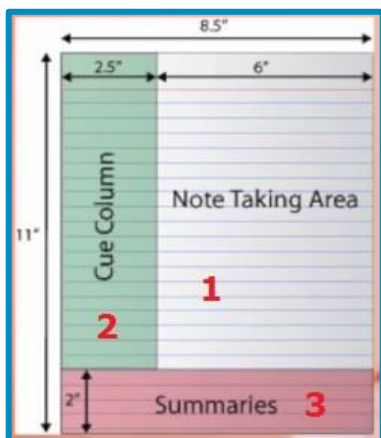 8.5"
2.5" 6"
11"
Cue Column
Note Taking Area
1
2
2"
Summaries 3